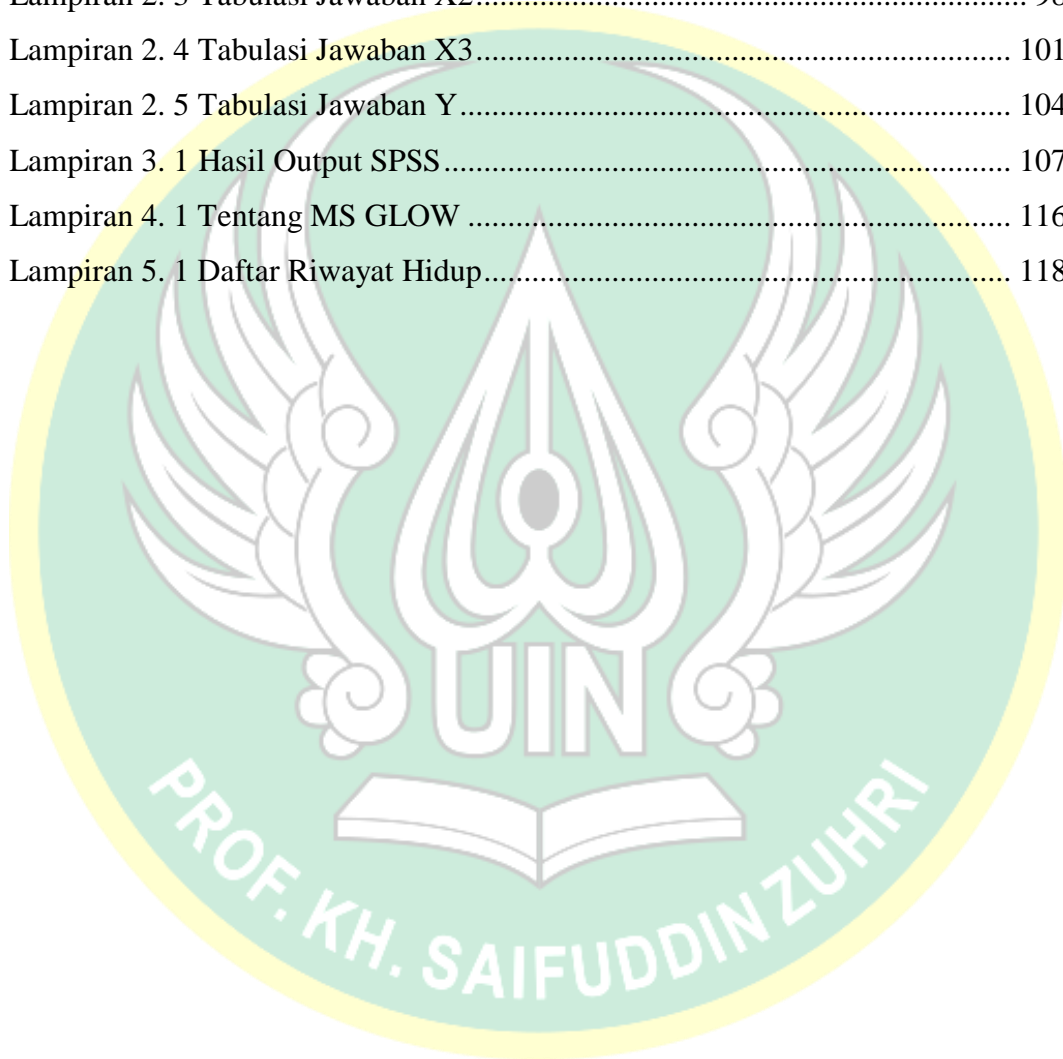 Lampiran 2. 3 Tabulasi Jawaban X2
Lampiran 2. 4 Tabulasi Jawaban X3.................................................................. 101
Lampiran 2. 5 Tabulasi Jawaban Y.................................................................... 104
Lampiran 3. 1 Hasil Output SPSS...................................................................... 107
Lampiran 4. 1 Tentang MS GLOW ................................................................... 116
Lampiran 5. 1 Daftar Riwayat Hidup................................................................. 118
UIN
PROF. KH. SAIFUDDIN ZUHRI